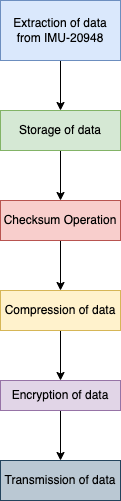 Extraction of data
from IMU-20948
Storage of data
Checksum Operation
Compression of data
Encryption of data
Transmission of data